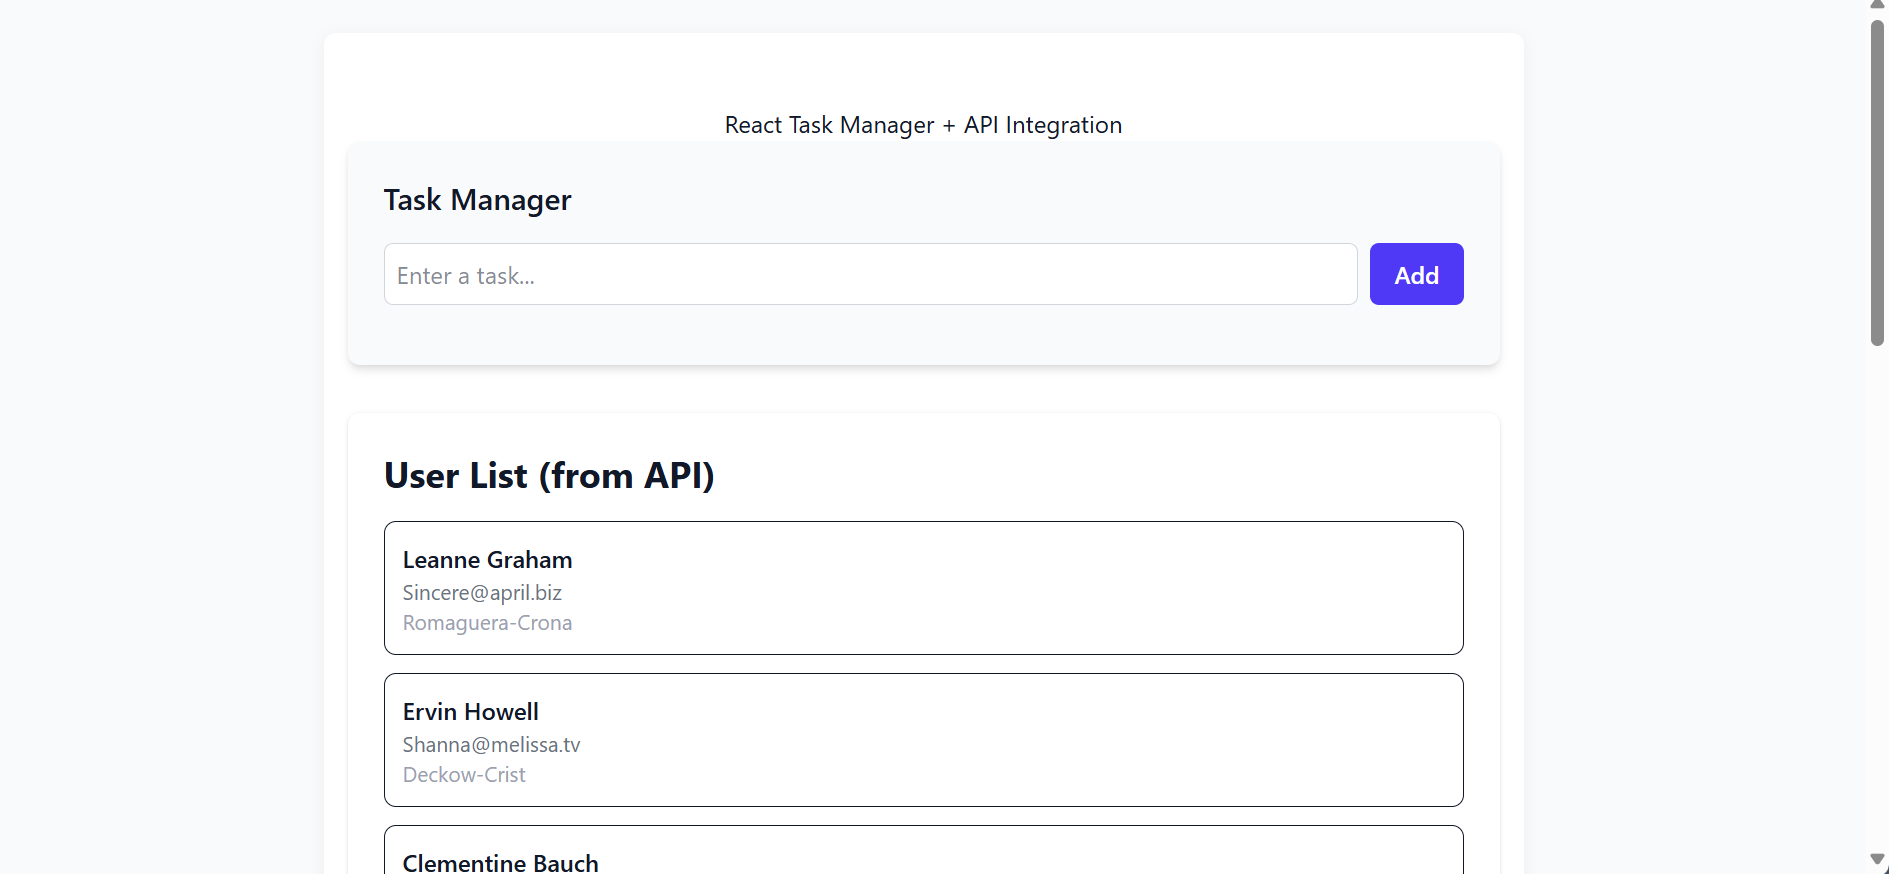 React Task Manager + API Integration
Task Manager
Enter a task...
Add
User List (from API)
Leanne Graham
Sincere@april.biz
Romaguera-Crona
Ervin Howell
Shanna@melissa.tv
Deckow-Crist
Clementine Bauch